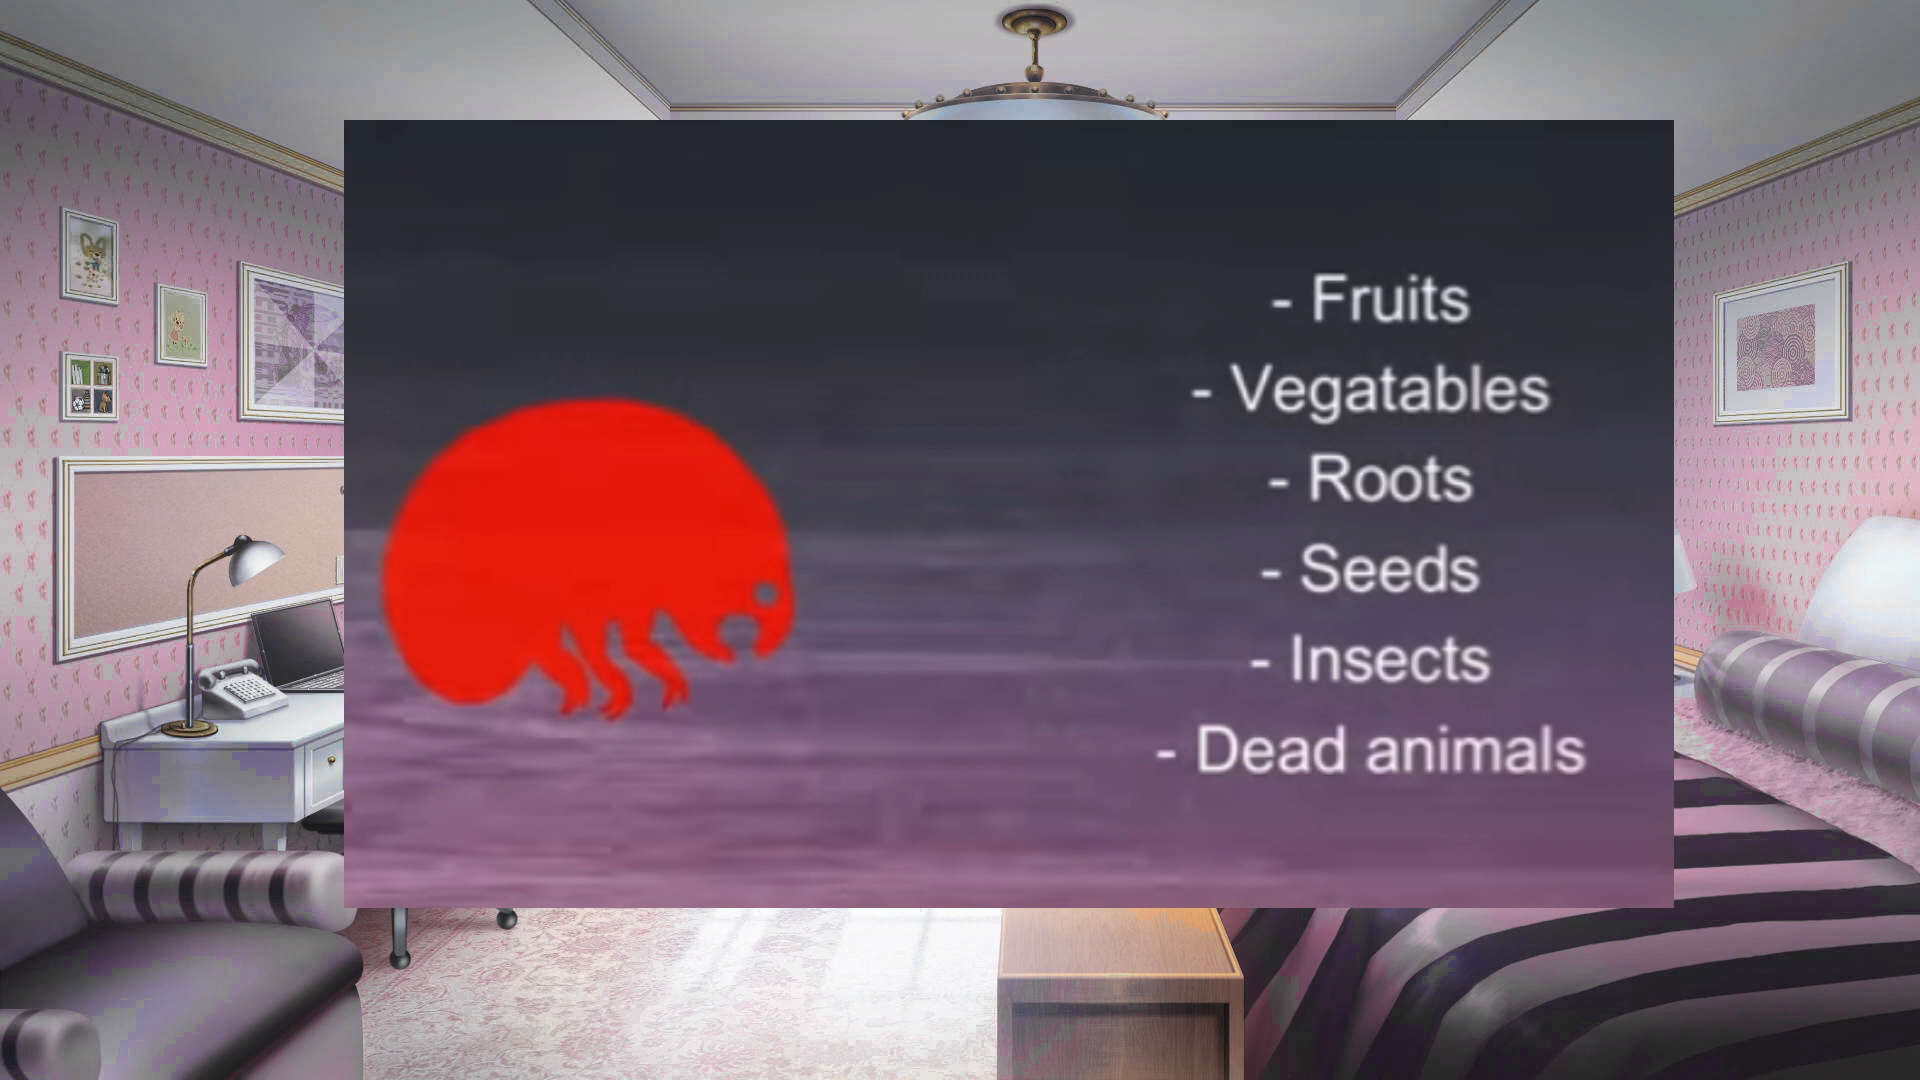 - Fruits
- Vegatables
- Roots
- Seeds
- Insects
- Dead animals